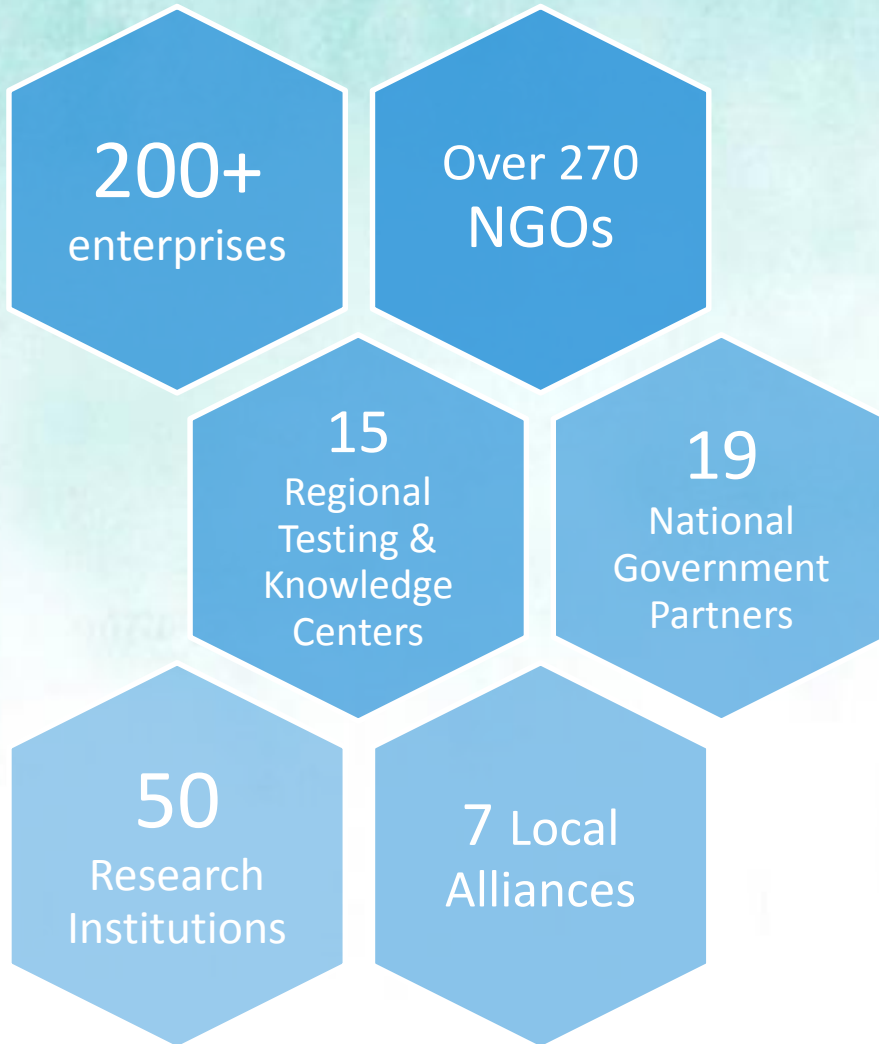 200+
enterprises
Over 270
NGOs
15
Regional
Testing &
Knowledge
Centers
19
National
Government
Partners
50
Research
Institutions
7 Local
Alliances